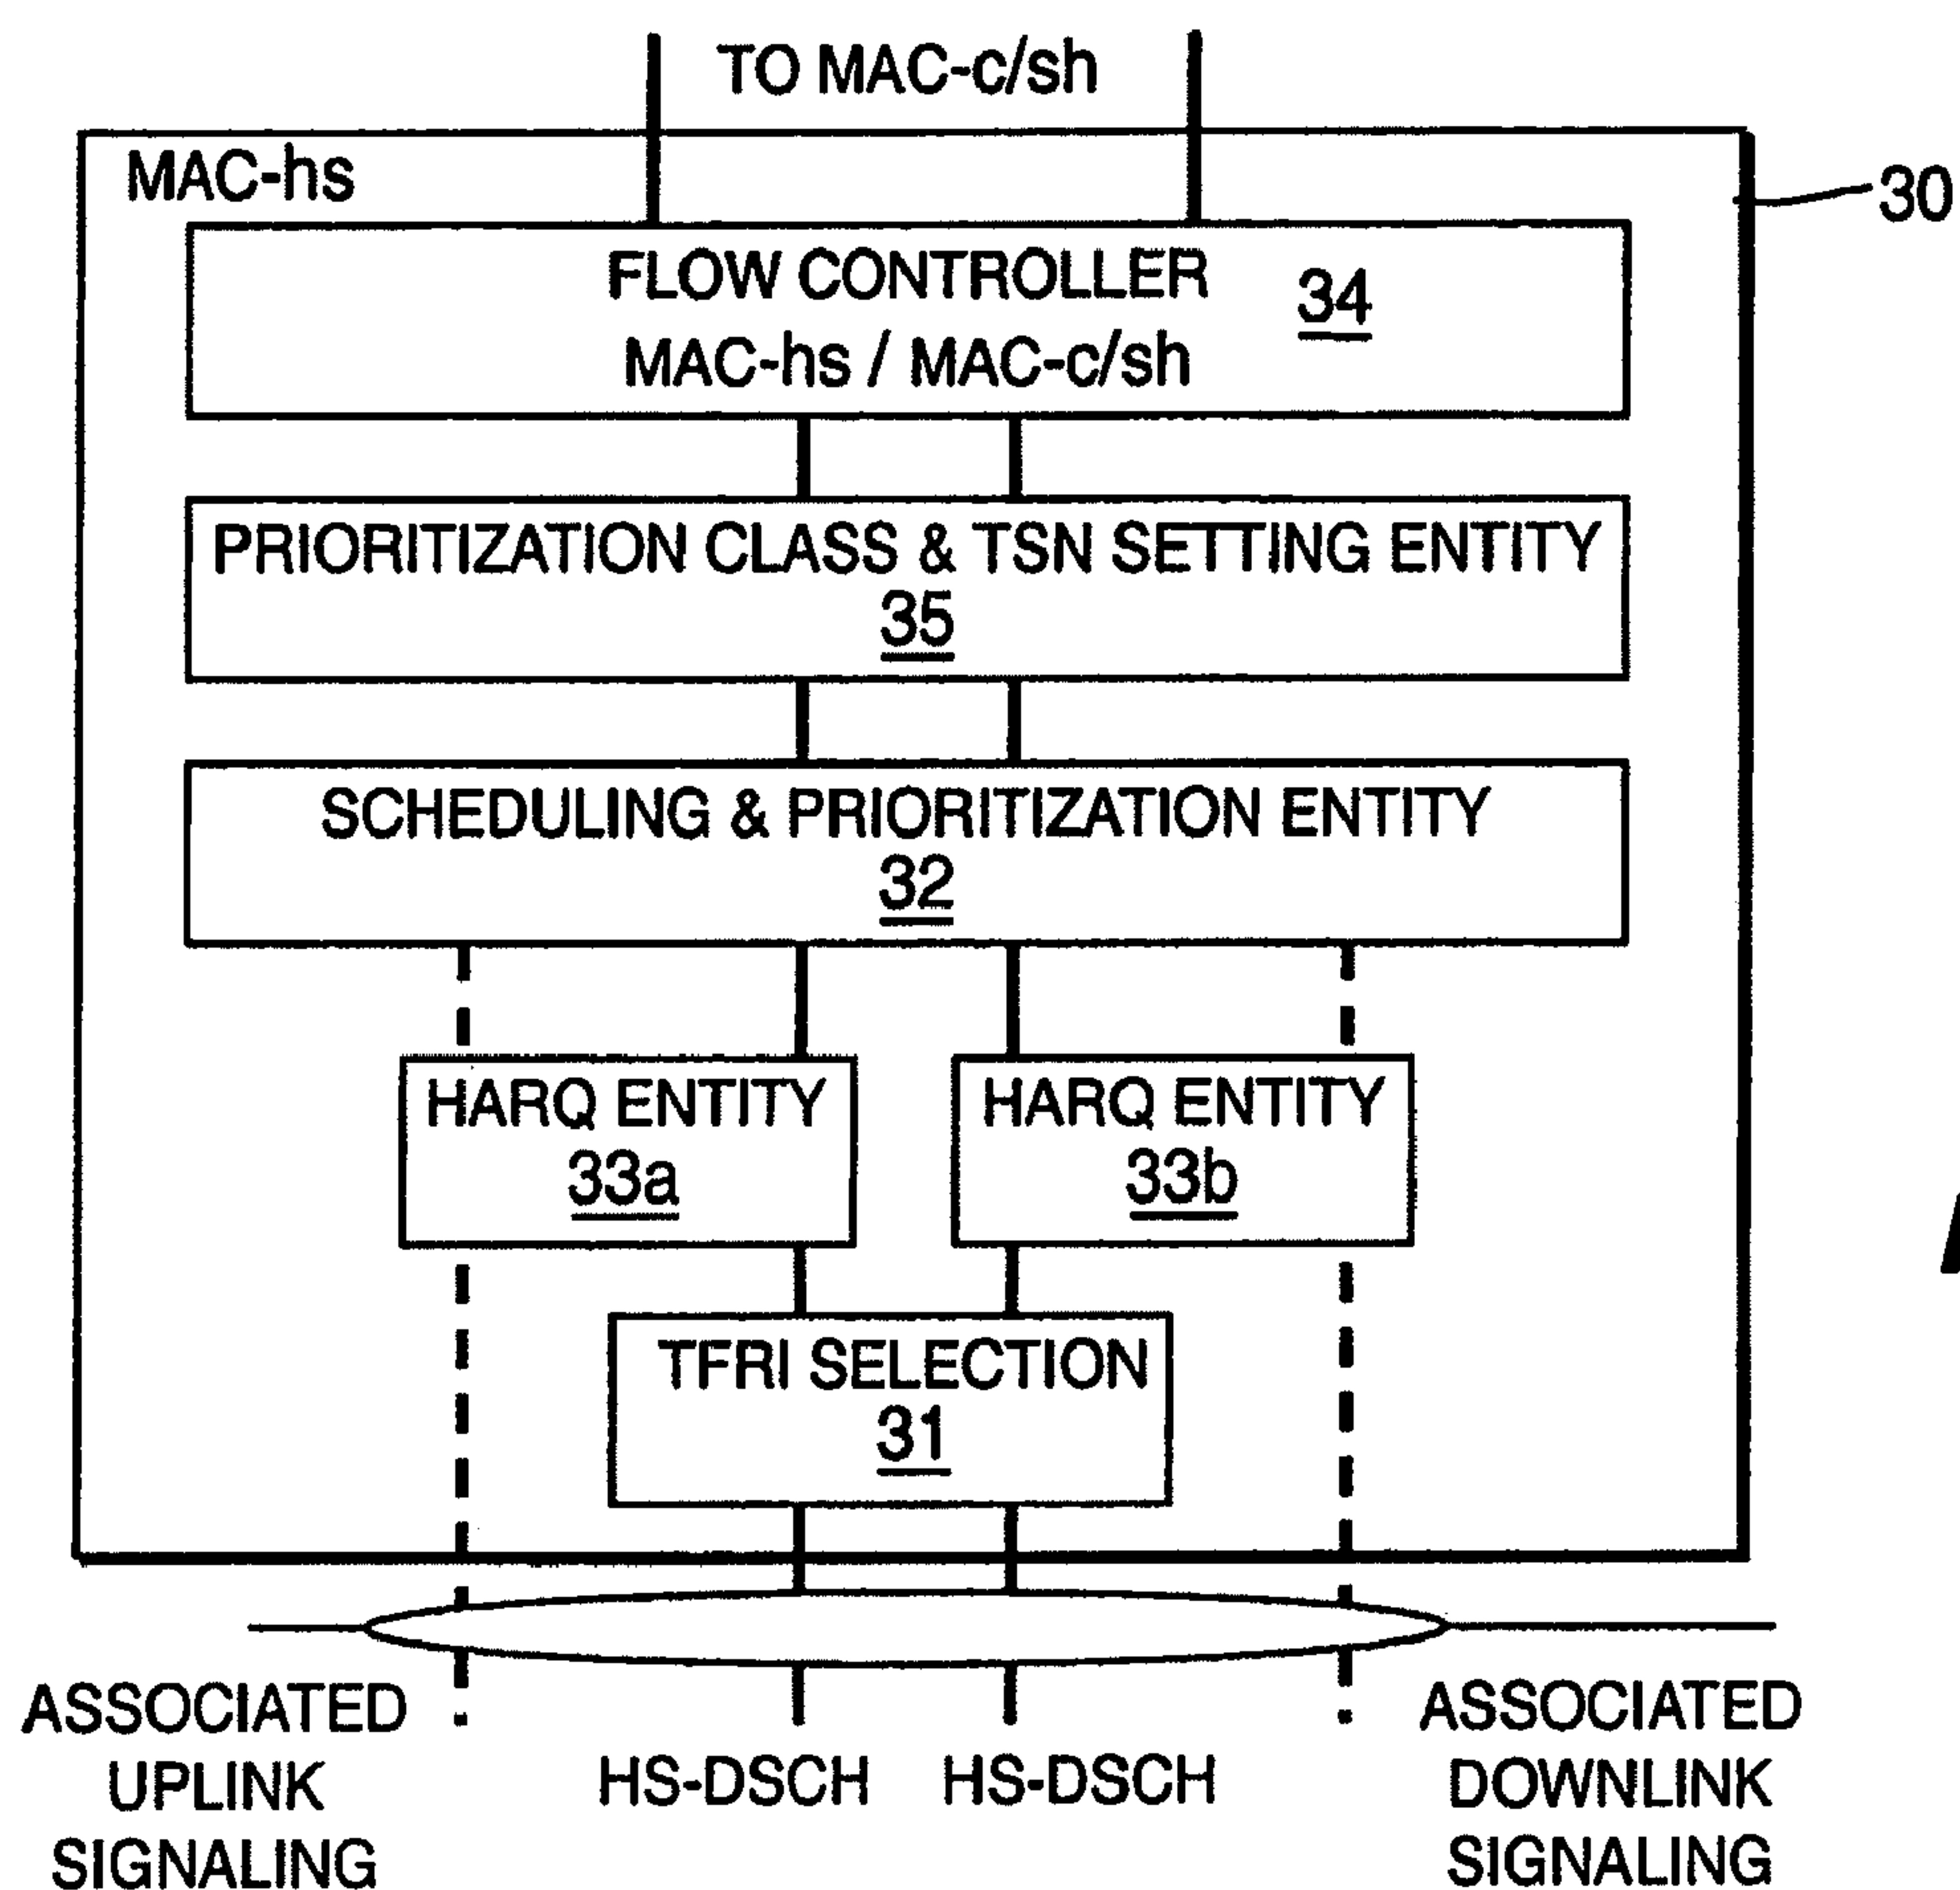 TO MAC-c/sh
MAC-hs
30
FLOW CONTROLLER
34
MAC-hs / MAC-c/sh
PRIORITIZATION CLASS & TSN SETTING ENTITY
35
SCHEDULING & PRIORITIZATION ENTITY
32
HARQ ENTITY
33a
HARQ ENTITY
33b
TFRI SELECTION
31
ASSOCIATED
UPLINK
SIGNALING
HS-DSCH
HS-DSCH
ASSOCIATED
DOWNLINK
SIGNALING